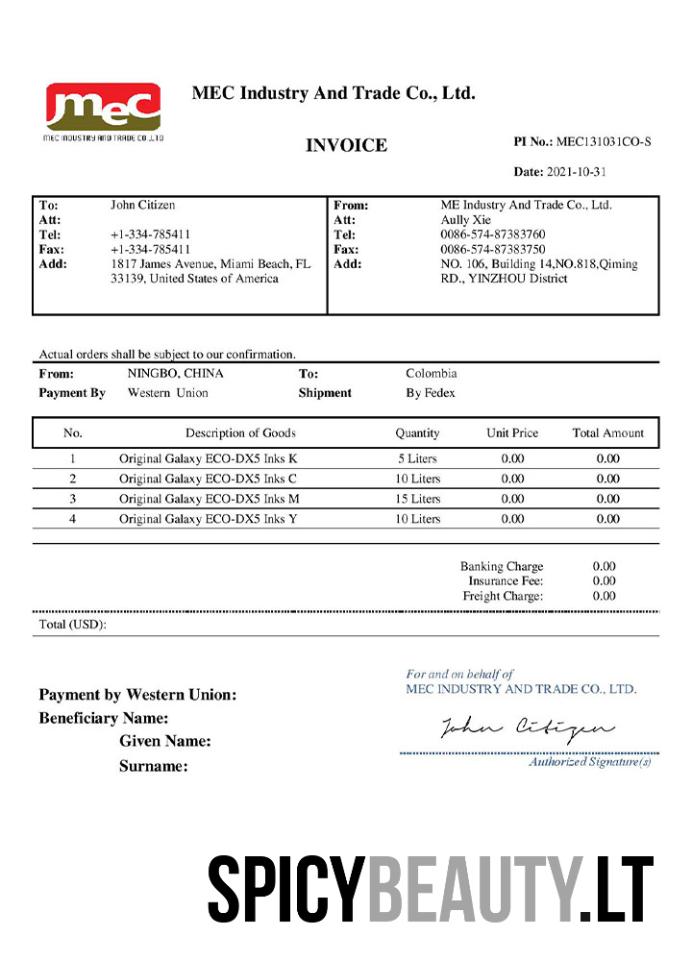 mec
MEC INDUSTRY AND TRADE CO.,LTD
MEC Industry And Trade Co., Ltd.
INVOICE
PI No.: MEC131031CO-S
Date: 2021-10-31
To: John Citizen
Att:
Tel: +1-334-785411
Fax: +1-334-785411
Add: 1817 James Avenue, Miami Beach, FL
33139, United States of America
From: ME Industry And Trade Co., Ltd.
Att: Aully Xie
Tel: 0086-574-87383760
Fax: 0086-574-87383750
Add: NO. 106, Building 14,NO.818,Qiming
RD., YINZHOU District
Actual orders shall be subject to our confirmation.
From: NINGBO, CHINA To: Colombia
Payment By Western Union Shipment By Fedex
No. Description of Goods Quantity Unit Price Total Amount
1 Original Galaxy ECO-DX5 Inks K 5 Liters 0.00 0.00
2 Original Galaxy ECO-DX5 Inks C 10 Liters 0.00 0.00
3 Original Galaxy ECO-DX5 Inks M 15 Liters 0.00 0.00
4 Original Galaxy ECO-DX5 Inks Y 10 Liters 0.00 0.00
Banking Charge 0.00
Insurance Fee: 0.00
Freight Charge: 0.00
Total (USD):
Payment by Western Union:
Beneficiary Name:
Given Name:
Surname:
For and on behalf of
MEC INDUSTRY AND TRADE CO., LTD.
John Citizen
Authorized Signature(s)
SPICYBEAUTY.LT